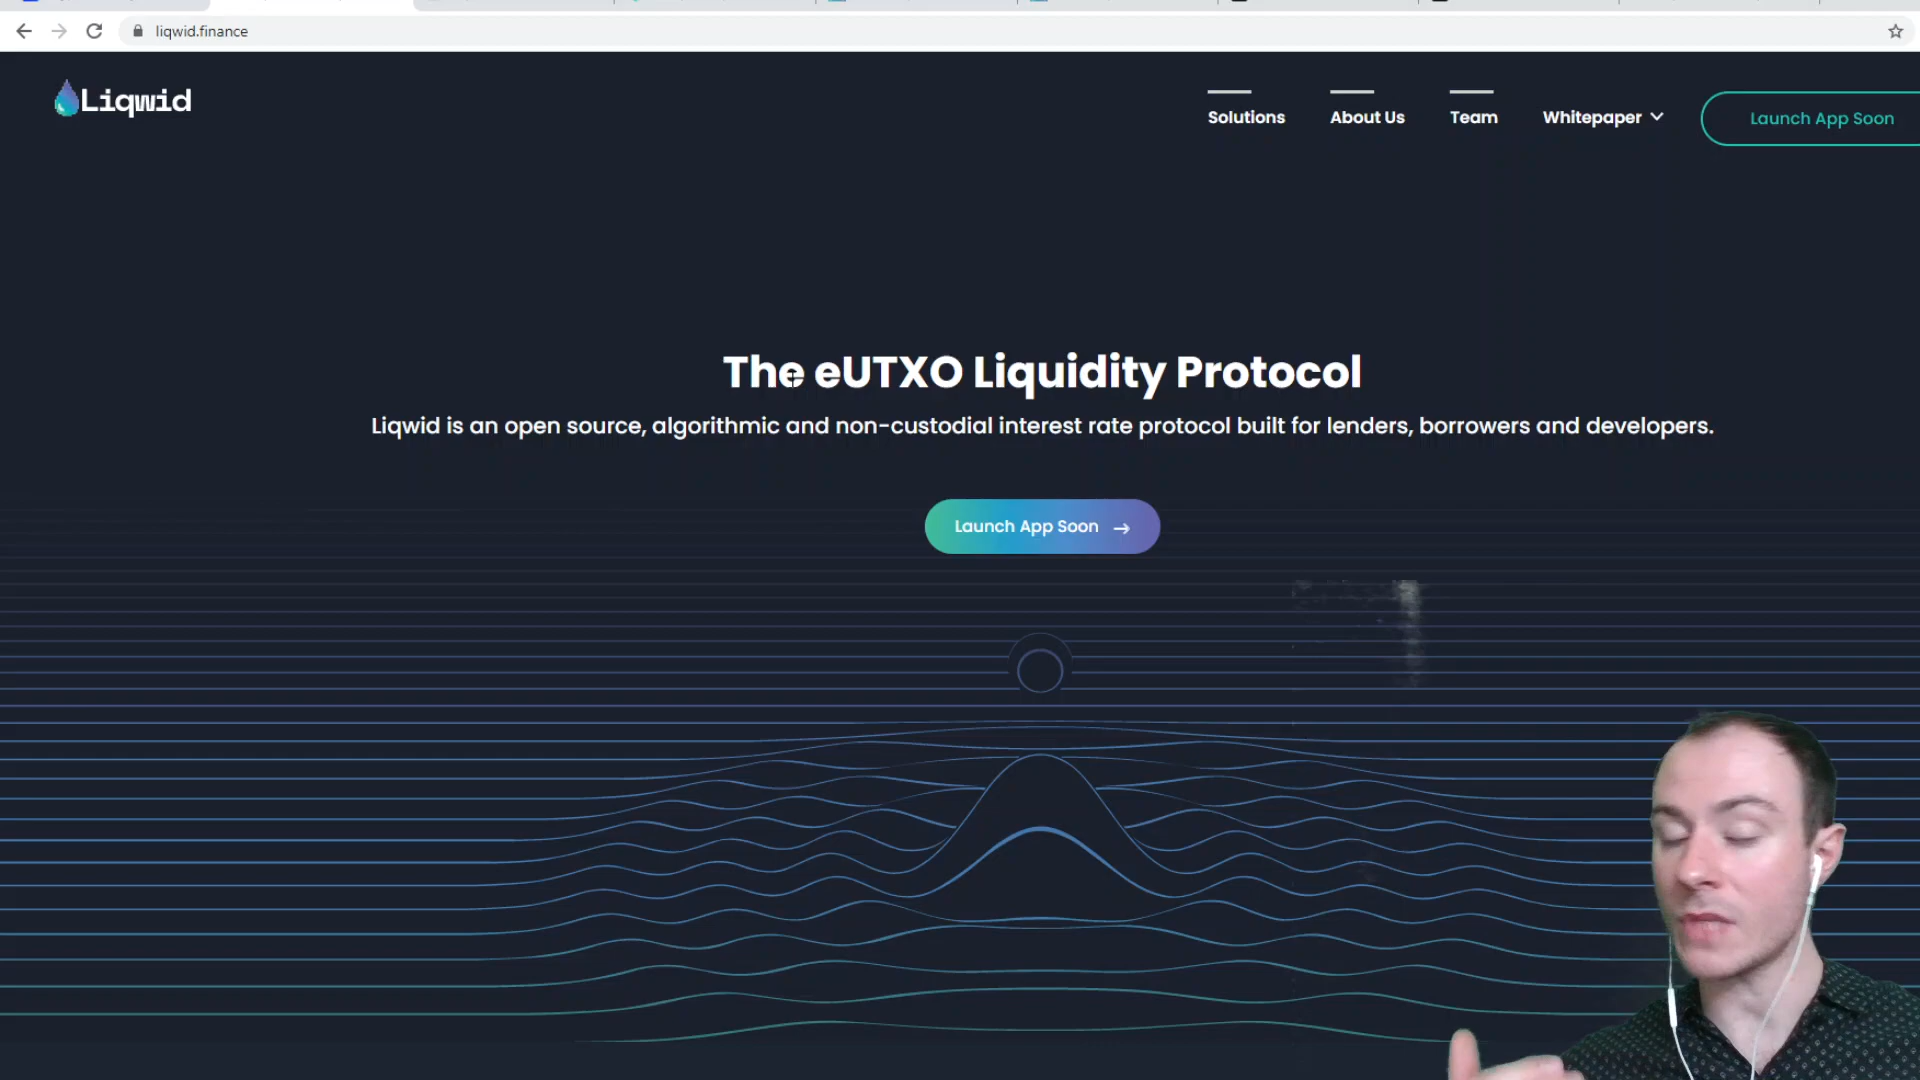 liqwid.finance
Liqwid
Solutions
About Us
Team
Whitepaper
Launch App Soon
The eUTXO Liquidity Protocol
Liqwid is an open source, algorithmic and non-custodial interest rate protocol built for lenders, borrowers and developers.
Launch App Soon →